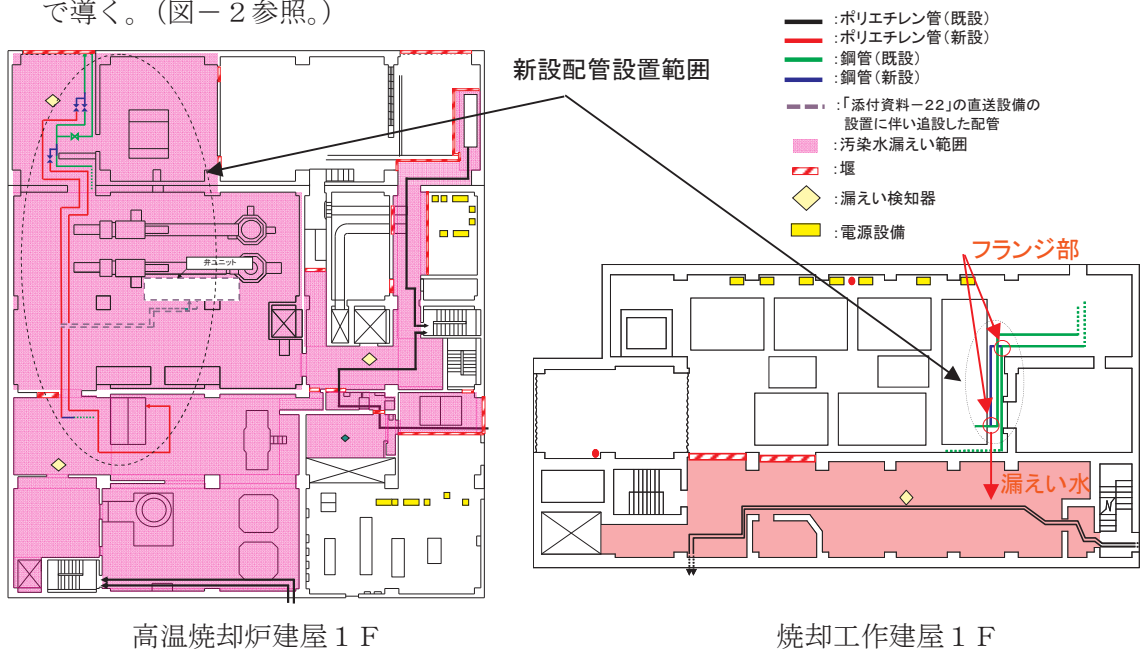 で導く。（図－２参照。）
:ポリエチレン管(既設)
:ポリエチレン管(新設)
:鋼管(既設)
:鋼管(新設)
:「添付資料－22」の直送設備の
設置に伴い追設した配管
:汚染水漏えい範囲
:堰
:漏えい検知器
:電源設備
新設配管設置範囲
弁ユニット
フランジ部
漏えい水
高温焼却炉建屋１Ｆ
焼却工作建屋１Ｆ